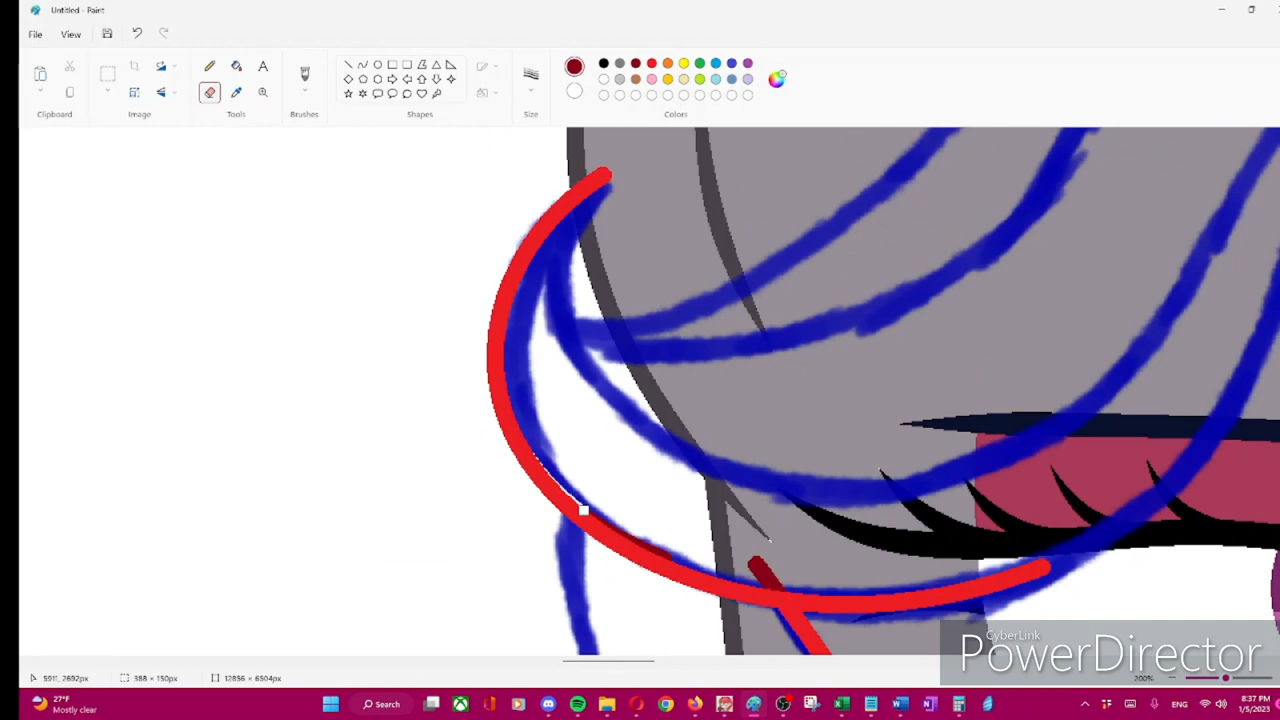 Untitled - Paint
File View
Clipboard Image Tools Brushes Shapes Size Colors
CyberLink
PowerDirector
5911, 2692px 388 × 150px 12856 × 6504px 200%
27°F
Mostly clear
Search
ENG
8:37 PM
1/5/2023